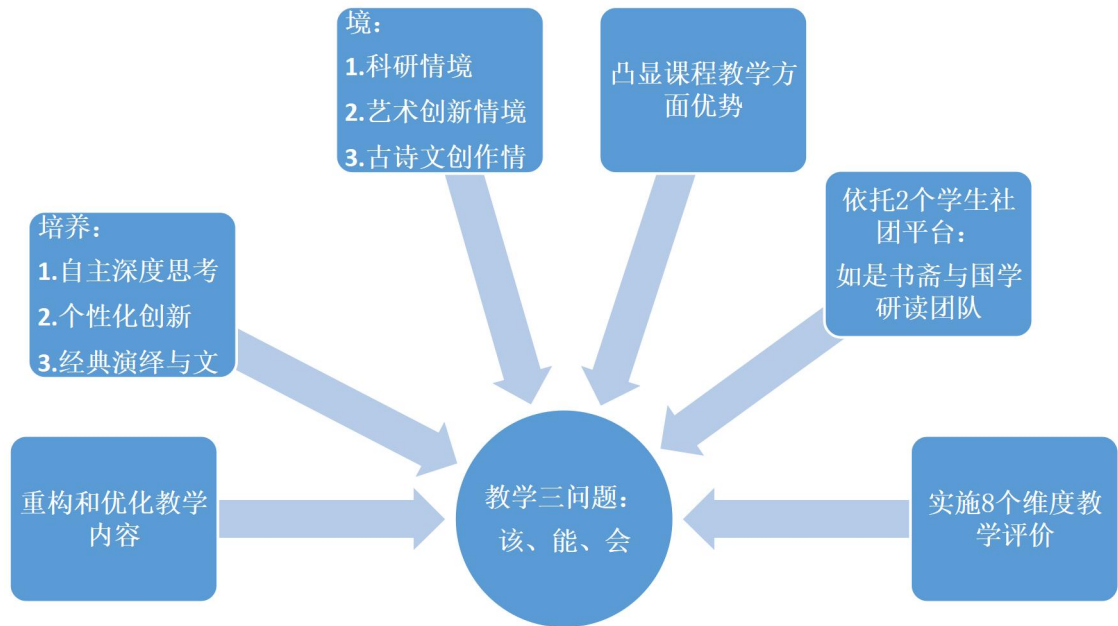 境：
1.科研情境
2.艺术创新情境
3.古诗文创作情
凸显课程教学方
面优势
培养：
1.自主深度思考
2.个性化创新
3.经典演绎与文
依托2个学生社
团平台：
如是书斋与国学
研读团队
重构和优化教学
内容
教学三问题：
该、能、会
实施8个维度教
学评价